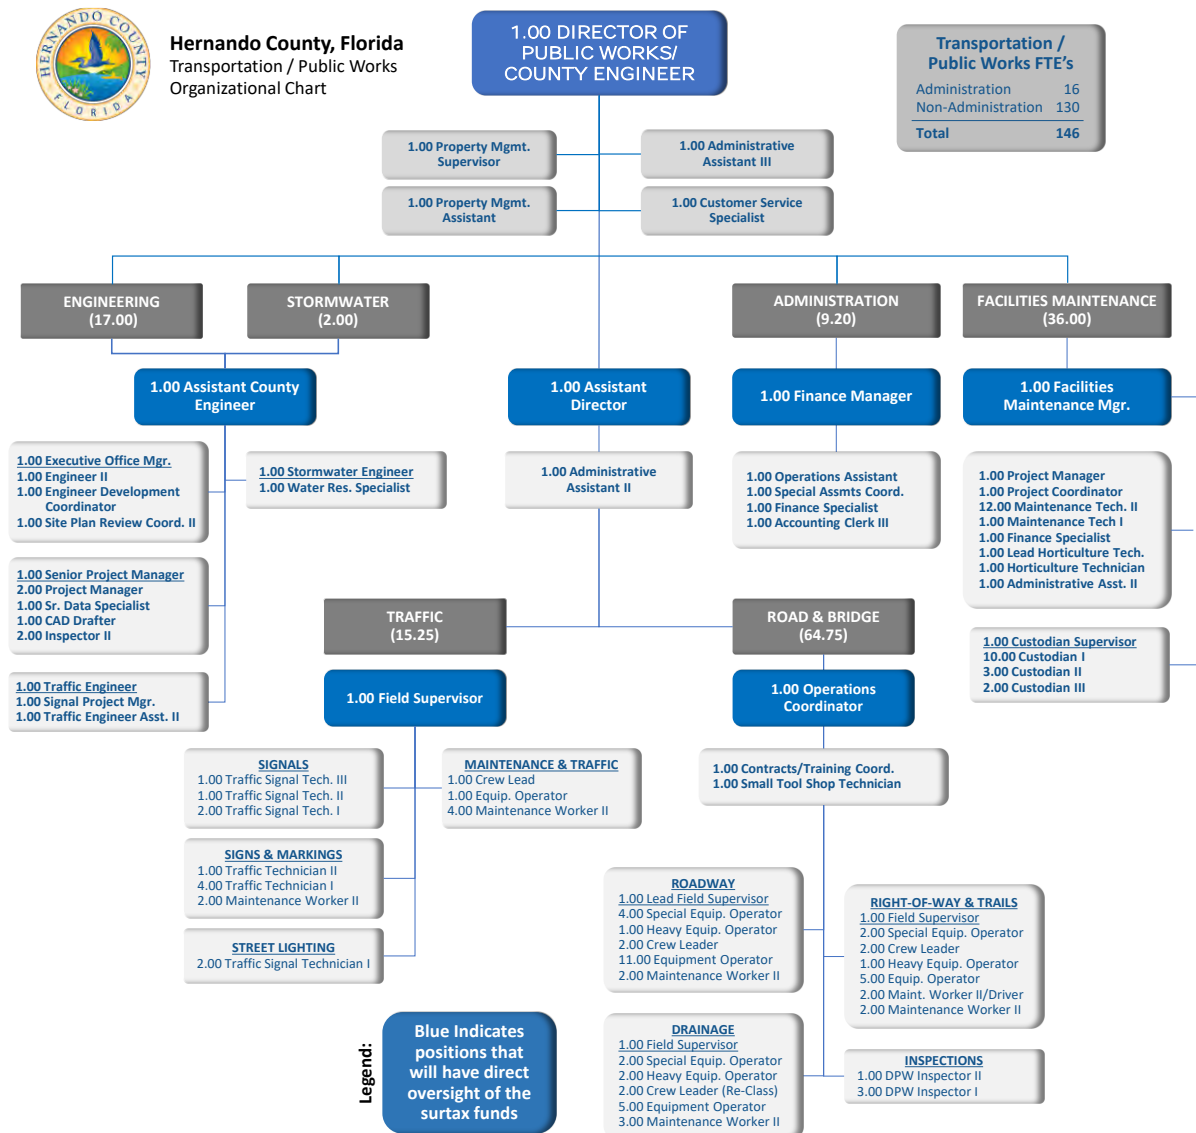 HERNANDO COUNTY
FLORIDA
Hernando County, Florida
Transportation / Public Works
Organizational Chart
1.00 DIRECTOR OF
PUBLIC WORKS/
COUNTY ENGINEER
Transportation /
Public Works FTE's
Administration 16
Non-Administration 130
Total 146
1.00 Property Mgmt.
Supervisor
1.00 Administrative
Assistant III
1.00 Property Mgmt.
Assistant
1.00 Customer Service
Specialist
ENGINEERING
(17.00)
STORMWATER
(2.00)
ADMINISTRATION
(9.20)
FACILITIES MAINTENANCE
(36.00)
1.00 Assistant County
Engineer
1.00 Assistant
Director
1.00 Finance Manager
1.00 Facilities
Maintenance Mgr.
1.00 Executive Office Mgr.
1.00 Engineer II
1.00 Engineer Development
Coordinator
1.00 Site Plan Review Coord. II
1.00 Stormwater Engineer
1.00 Water Res. Specialist
1.00 Administrative
Assistant II
1.00 Operations Assistant
1.00 Special Assmts Coord.
1.00 Finance Specialist
1.00 Accounting Clerk III
1.00 Project Manager
1.00 Project Coordinator
12.00 Maintenance Tech. II
1.00 Maintenance Tech I
1.00 Finance Specialist
1.00 Lead Horticulture Tech.
1.00 Horticulture Technician
1.00 Administrative Asst. II
1.00 Senior Project Manager
2.00 Project Manager
1.00 Sr. Data Specialist
1.00 CAD Drafter
2.00 Inspector II
TRAFFIC
(15.25)
ROAD & BRIDGE
(64.75)
1.00 Custodian Supervisor
10.00 Custodian I
3.00 Custodian II
2.00 Custodian III
1.00 Traffic Engineer
1.00 Signal Project Mgr.
1.00 Traffic Engineer Asst. II
1.00 Field Supervisor
1.00 Operations
Coordinator
SIGNALS
1.00 Traffic Signal Tech. III
1.00 Traffic Signal Tech. II
2.00 Traffic Signal Tech. I
MAINTENANCE & TRAFFIC
1.00 Crew Lead
1.00 Equip. Operator
4.00 Maintenance Worker II
1.00 Contracts/Training Coord.
1.00 Small Tool Shop Technician
SIGNS & MARKINGS
1.00 Traffic Technician II
4.00 Traffic Technician I
2.00 Maintenance Worker II
STREET LIGHTING
2.00 Traffic Signal Technician I
ROADWAY
1.00 Lead Field Supervisor
4.00 Special Equip. Operator
1.00 Heavy Equip. Operator
2.00 Crew Leader
11.00 Equipment Operator
2.00 Maintenance Worker II
RIGHT-OF-WAY & TRAILS
1.00 Field Supervisor
2.00 Special Equip. Operator
2.00 Crew Leader
1.00 Heavy Equip. Operator
5.00 Equip. Operator
2.00 Maint. Worker II/Driver
2.00 Maintenance Worker II
DRAINAGE
1.00 Field Supervisor
2.00 Special Equip. Operator
2.00 Heavy Equip. Operator
2.00 Crew Leader (Re-Class)
5.00 Equipment Operator
3.00 Maintenance Worker II
INSPECTIONS
1.00 DPW Inspector II
3.00 DPW Inspector I
Legend:
Blue Indicates
positions that
will have direct
oversight of the
surtax funds